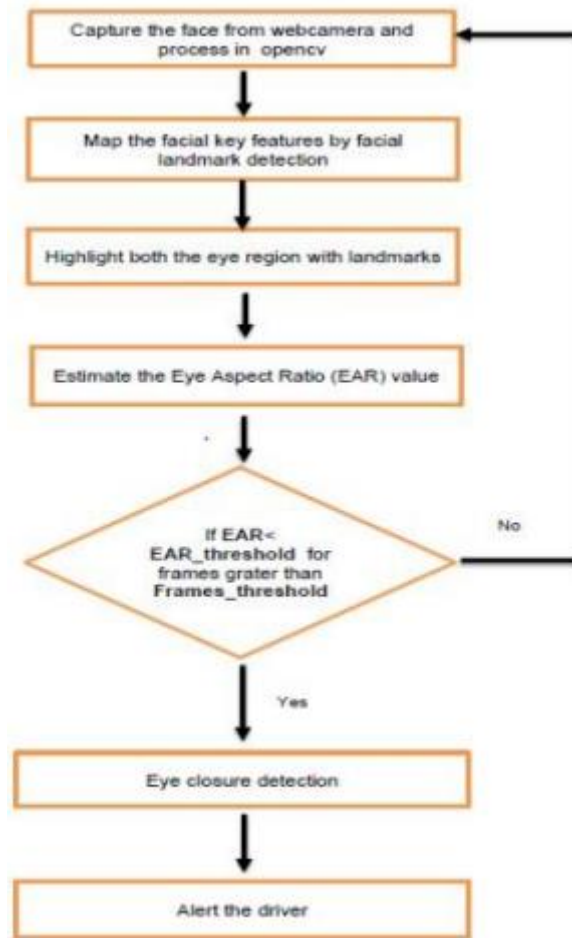 Capture the face from webcamera and
process in opencv
Map the facial key features by facial
landmark detection
Highlight both the eye region with landmarks
Estimate the Eye Aspect Ratio (EAR) value
If EAR<
EAR_threshold for
frames grater than
Frames_threshold
No
Yes
Eye closure detection
Alert the driver